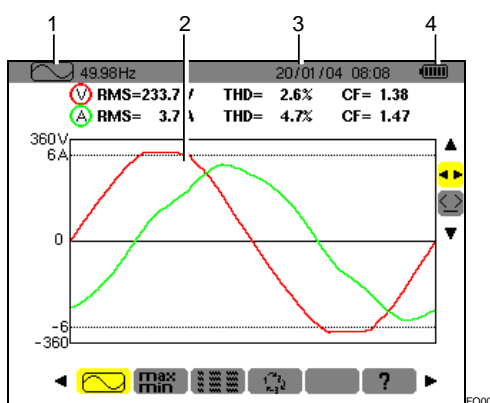 1 2 3 4
49.98Hz 20/01/04 08:08
V RMS=233.7 V THD= 2.6% CF= 1.38
A RMS= 3.7 A THD= 4.7% CF= 1.47
360V
6A
0
-6
-360
max
min
?